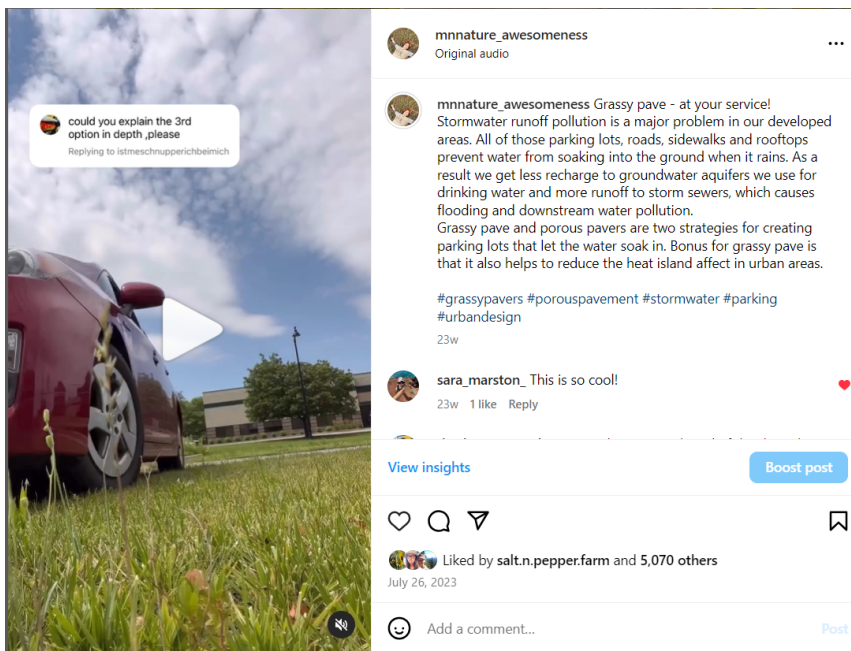 could you explain the 3rd
option in depth ,please
Replying to istmeschnupperichbeimich
mnnature_awesomeness
Original audio
mnnature_awesomeness Grassy pave - at your service!
Stormwater runoff pollution is a major problem in our developed
areas. All of those parking lots, roads, sidewalks and rooftops
prevent water from soaking into the ground when it rains. As a
result we get less recharge to groundwater aquifers we use for
drinking water and more runoff to storm sewers, which causes
flooding and downstream water pollution.
Grassy pave and porous pavers are two strategies for creating
parking lots that let the water soak in. Bonus for grassy pave is
that it also helps to reduce the heat island affect in urban areas.
#grassypavers #porouspavement #stormwater #parking
#urbandesign
23w
sara_marston_ This is so cool!
23w 1 like Reply
View insights
Boost post
Liked by salt.n.pepper.farm and 5,070 others
July 26, 2023
Add a comment...
Post